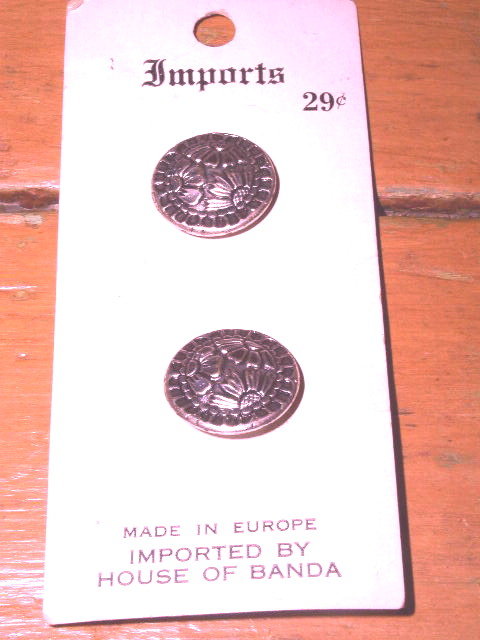 Imports
29¢
MADE IN EUROPE
IMPORTED BY
HOUSE OF BANDA